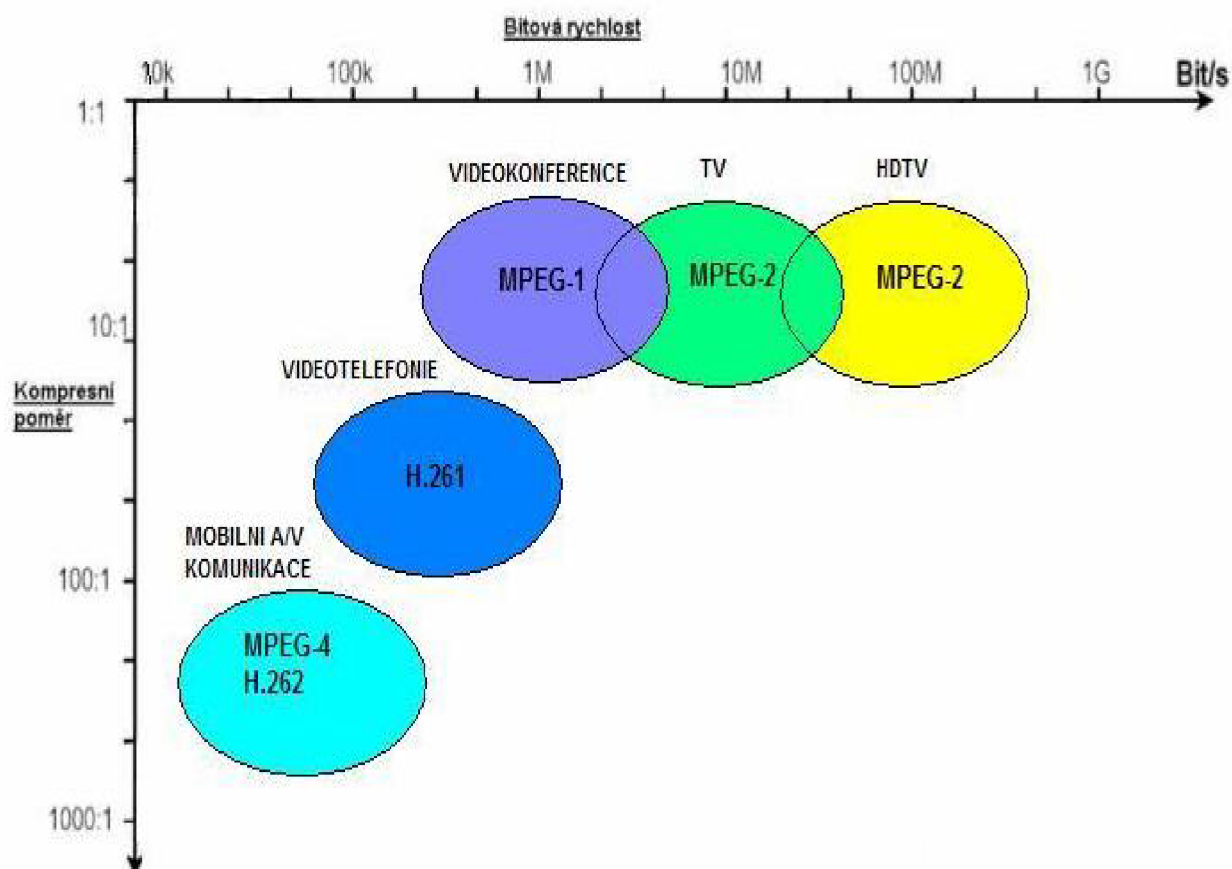 Bitová rychlost
10k 100k 1M 10M 100M 1G Bit/s
1:1
VIDEOKONFERENCE TV HDTV
MPEG-1 MPEG-2 MPEG-2
10:1
VIDEOTELEFONIE
Kompresní
poměr
H.261
MOBILNI A/V
KOMUNIKACE
100:1
MPEG-4
H.262
1000:1